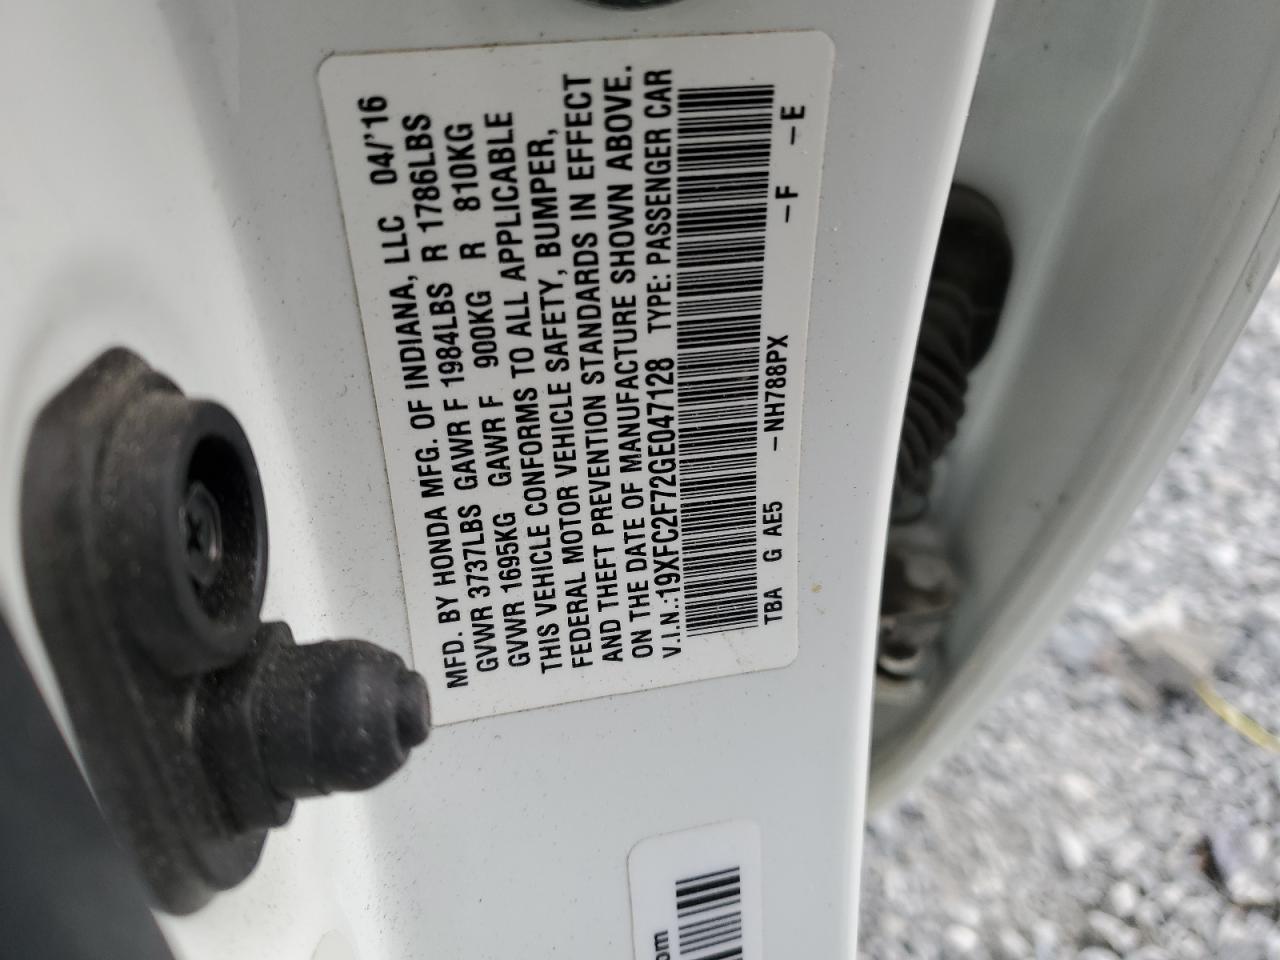 MFD. BY HONDA MFG. OF INDIANA, LLC 04/'16
GVWR 3737LBS GAWR F 1984LBS R 1786LBS
GVWR 1695KG GAWR F 900KG R 810KG
THIS VEHICLE CONFORMS TO ALL APPLICABLE
FEDERAL MOTOR VEHICLE SAFETY, BUMPER,
AND THEFT PREVENTION STANDARDS IN EFFECT
ON THE DATE OF MANUFACTURE SHOWN ABOVE.
V.I.N.:19XFC2F72GE047128 TYPE: PASSENGER CAR
TBA G AE5 – NH788PX – F – E
om